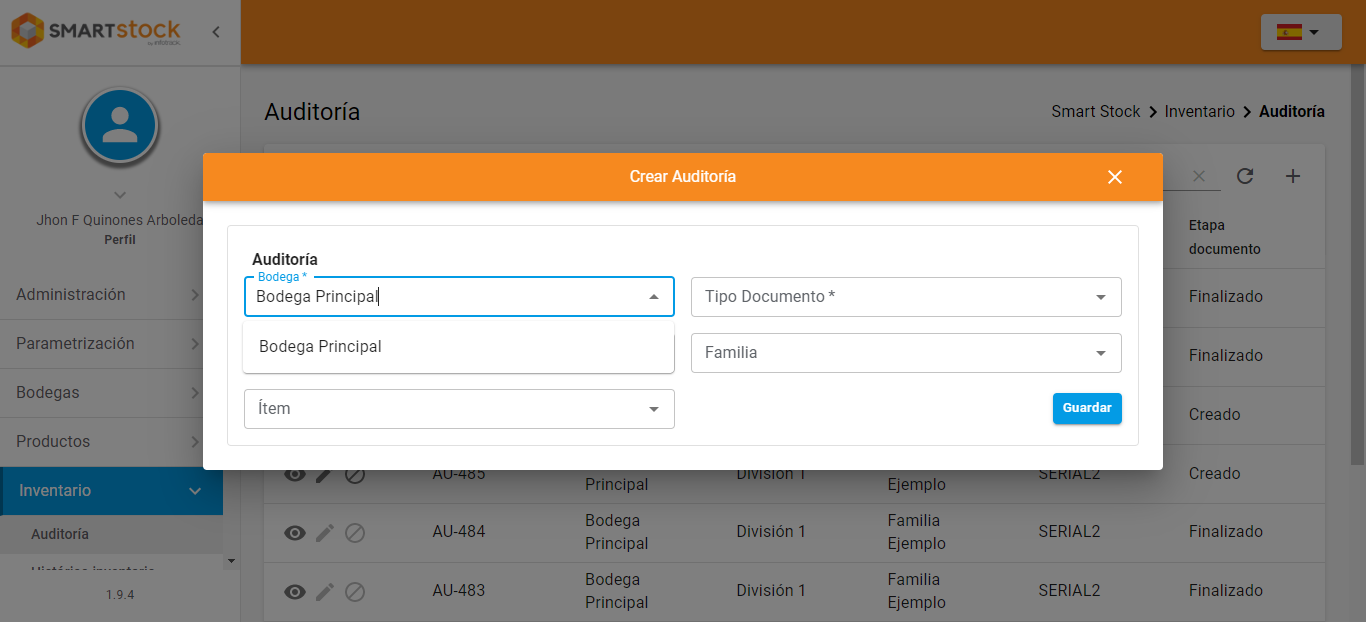 SMARTstock
by infotrack
Auditoría
Smart Stock > Inventario > Auditoría
Jhon F Quinones Arboleda
Perfil
Administración
Parametrización
Bodegas
Productos
Inventario
Auditoría
1.9.4
Crear Auditoría
Auditoría
Bodega *
Bodega Principal
Tipo Documento *
Bodega Principal
Familia
Ítem
Guardar
Etapa
documento
Finalizado
Finalizado
Creado
AU-485
Principal
División 1
Ejemplo
SERIAL2
Creado
AU-484
Bodega
Principal
División 1
Familia
Ejemplo
SERIAL2
Finalizado
AU-483
Bodega
Principal
División 1
Familia
Ejemplo
SERIAL2
Finalizado